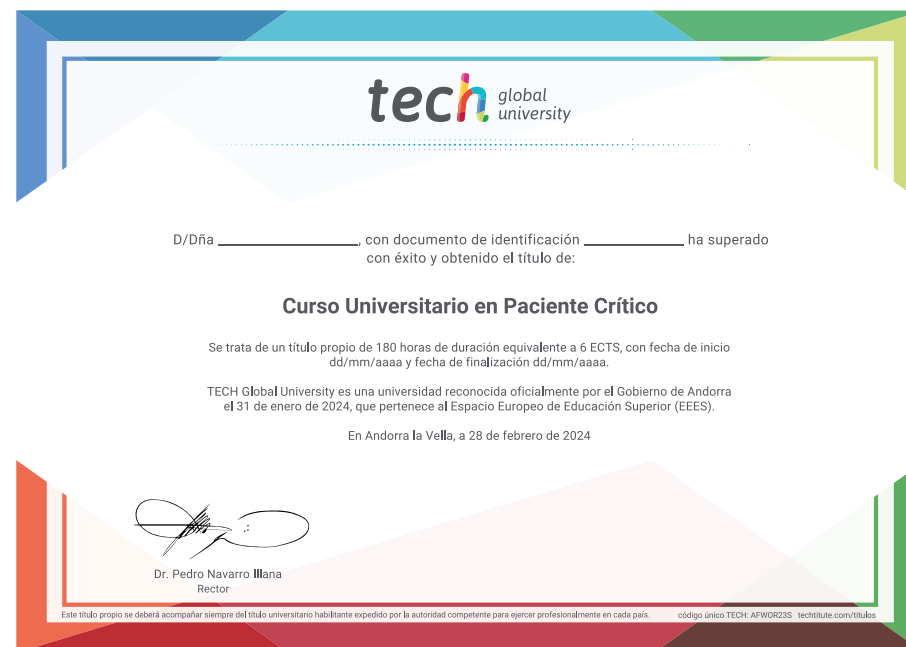 tech global university
D/Dña ____________________, con documento de identificación ______________ ha superado
con éxito y obtenido el título de:
Curso Universitario en Paciente Crítico
Se trata de un título propio de 180 horas de duración equivalente a 6 ECTS, con fecha de inicio
dd/mm/aaaa y fecha de finalización dd/mm/aaaa.
TECH Global University es una universidad reconocida oficialmente por el Gobierno de Andorra
el 31 de enero de 2024, que pertenece al Espacio Europeo de Educación Superior (EEES).
En Andorra la Vella, a 28 de febrero de 2024
Dr. Pedro Navarro Illana
Rector
Este título propio se deberá acompañar siempre del título universitario habilitante expedido por la autoridad competente para ejercer profesionalmente en cada país.
código único TECH: AFWOR23S techtitute.com/titulos